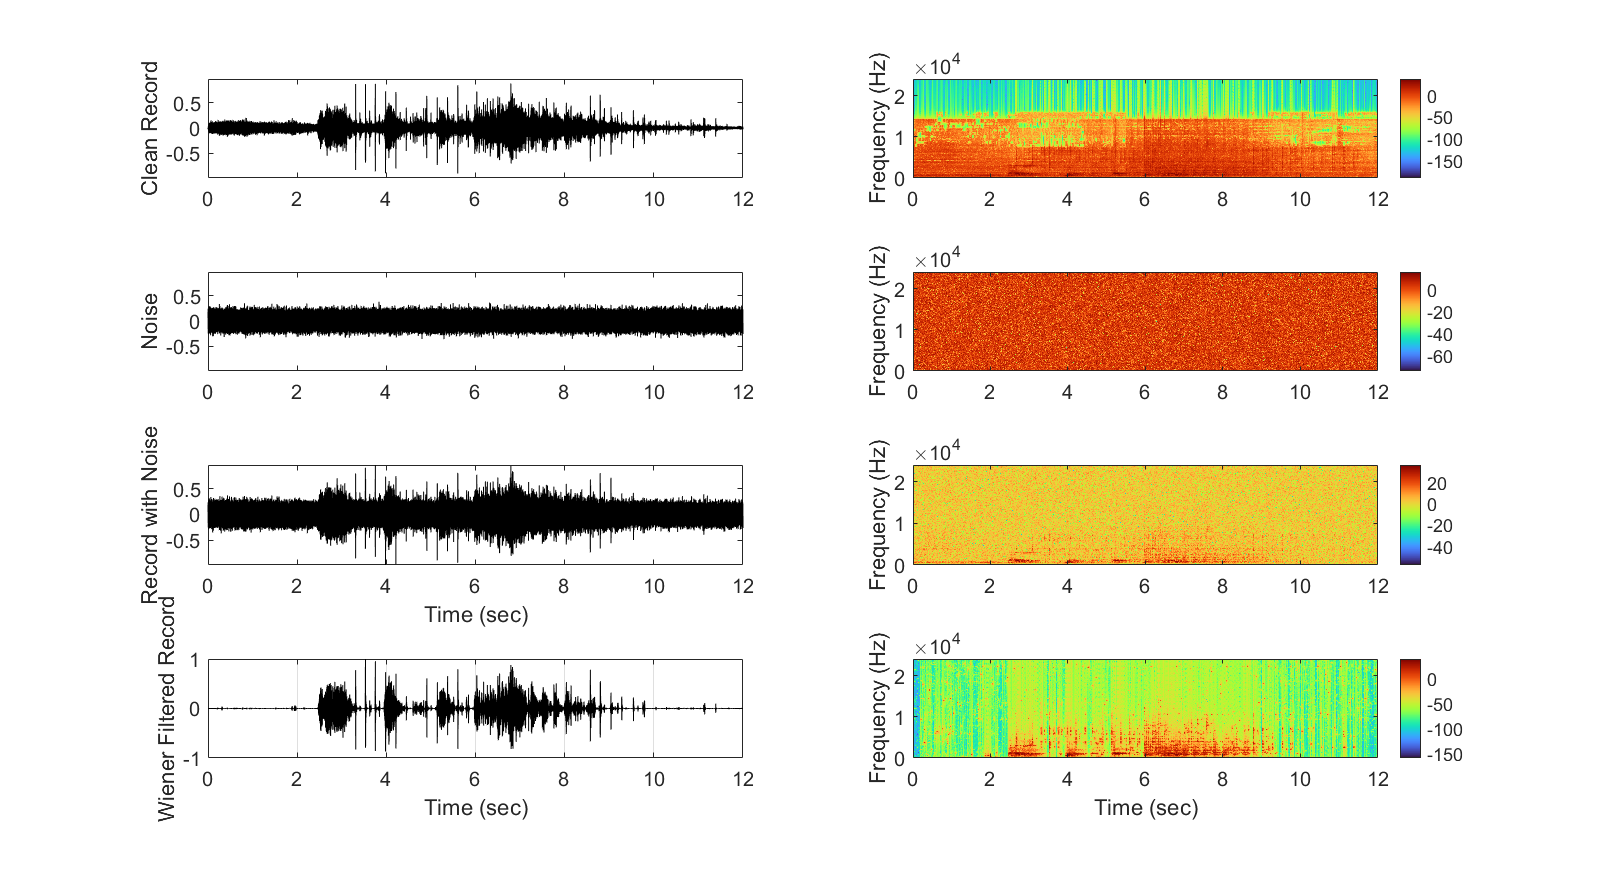 Clean Record
0.5
0
-0.5
0 2 4 6 8 10 12
Frequency (Hz)
×10^4
2
1
0
0 2 4 6 8 10 12
0
-50
-100
-150
Noise
0.5
0
-0.5
0 2 4 6 8 10 12
Frequency (Hz)
×10^4
2
1
0
0 2 4 6 8 10 12
0
-20
-40
-60
Record with Noise
0.5
0
-0.5
0 2 4 6 8 10 12
Time (sec)
Frequency (Hz)
×10^4
2
1
0
0 2 4 6 8 10 12
20
0
-20
-40
Wiener Filtered Record
1
0
-1
0 2 4 6 8 10 12
Time (sec)
Frequency (Hz)
×10^4
2
1
0
0 2 4 6 8 10 12
Time (sec)
0
-50
-100
-150